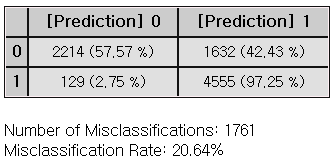 [Prediction] 0 [Prediction] 1
0 2214 (57.57 %) 1632 (42.43 %)
1 129 (2.75 %) 4555 (97.25 %)
Number of Misclassifications: 1761
Misclassification Rate: 20.64%